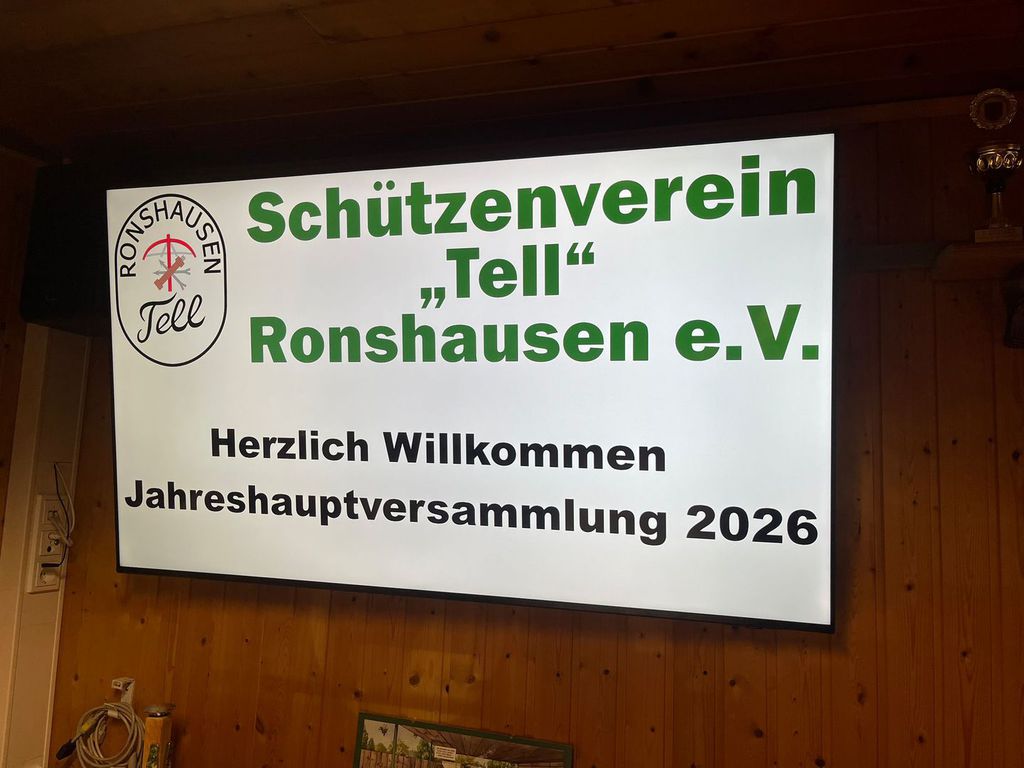 RONSHAUSEN
Tell
Schützenverein
„Tell“
Ronshausen e.V.
Herzlich Willkommen
Jahreshauptversammlung 2026